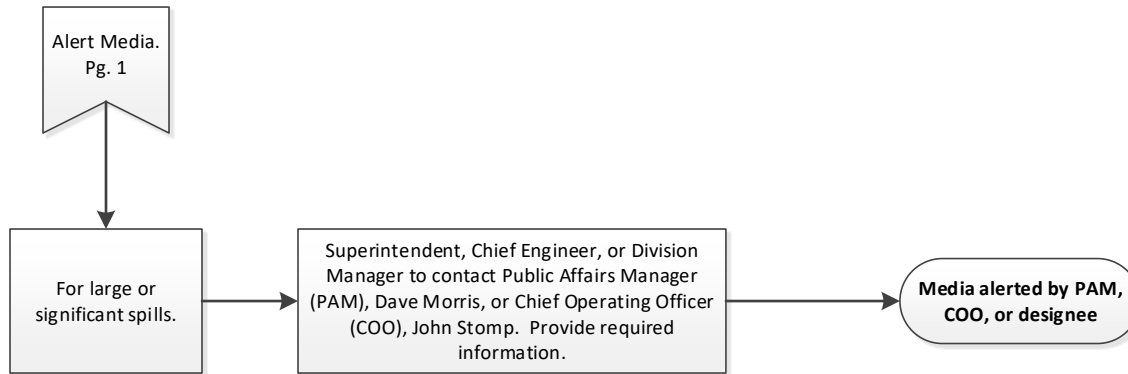 Alert Media.
Pg. 1
For large or
significant spills.
Superintendent, Chief Engineer, or Division
Manager to contact Public Affairs Manager
(PAM), Dave Morris, or Chief Operating Officer
(COO), John Stomp.  Provide required
information.
Media alerted by PAM,
COO, or designee